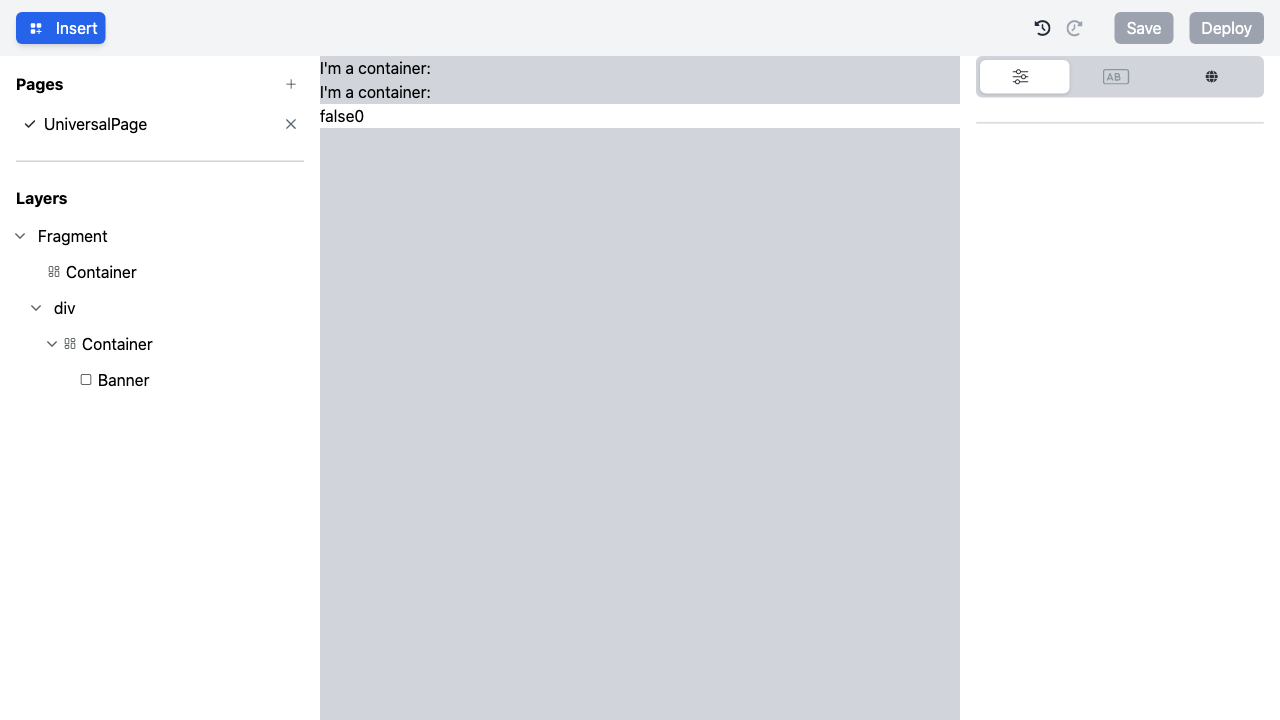 Insert
Save
Deploy
Pages
UniversalPage
Layers
Fragment
Container
div
Container
Banner
I'm a container:
I'm a container:
false0
AB